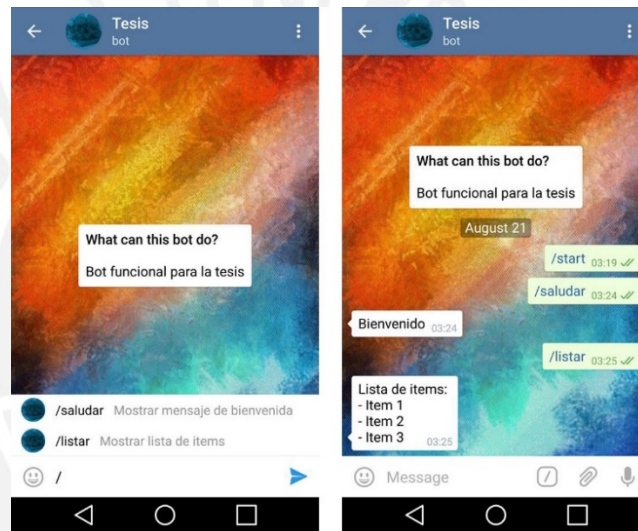 Tesis
bot
What can this bot do?
Bot funcional para la tesis
/saludar Mostrar mensaje de bienvenida
/listar Mostrar lista de items
/
Tesis
bot
What can this bot do?
Bot funcional para la tesis
August 21
/start 03:19
/saludar 03:24
Bienvenido 03:24
/listar 03:25
Lista de items:
- Item 1
- Item 2
- Item 3 03:25
Message